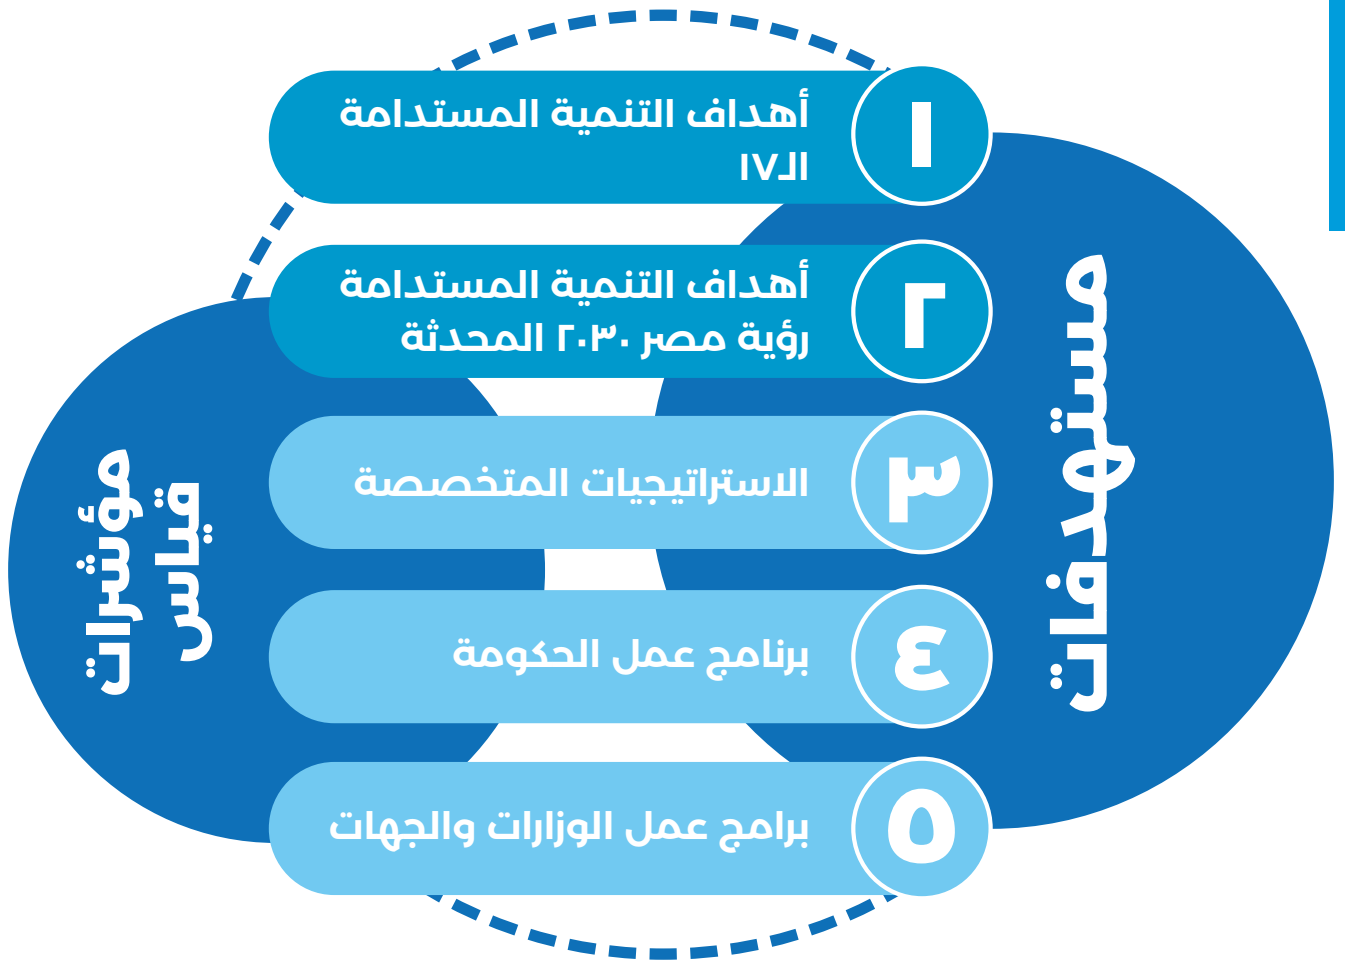 مستهدفات
١
أهداف التنمية المستدامة
الـ١٧
٢
أهداف التنمية المستدامة
رؤية مصر ٢٠٣٠ المحدثة
٣
الاستراتيجيات المتخصصة
٤
برنامج عمل الحكومة
٥
برامج عمل الوزارات والجهات
مؤشرات
قياس